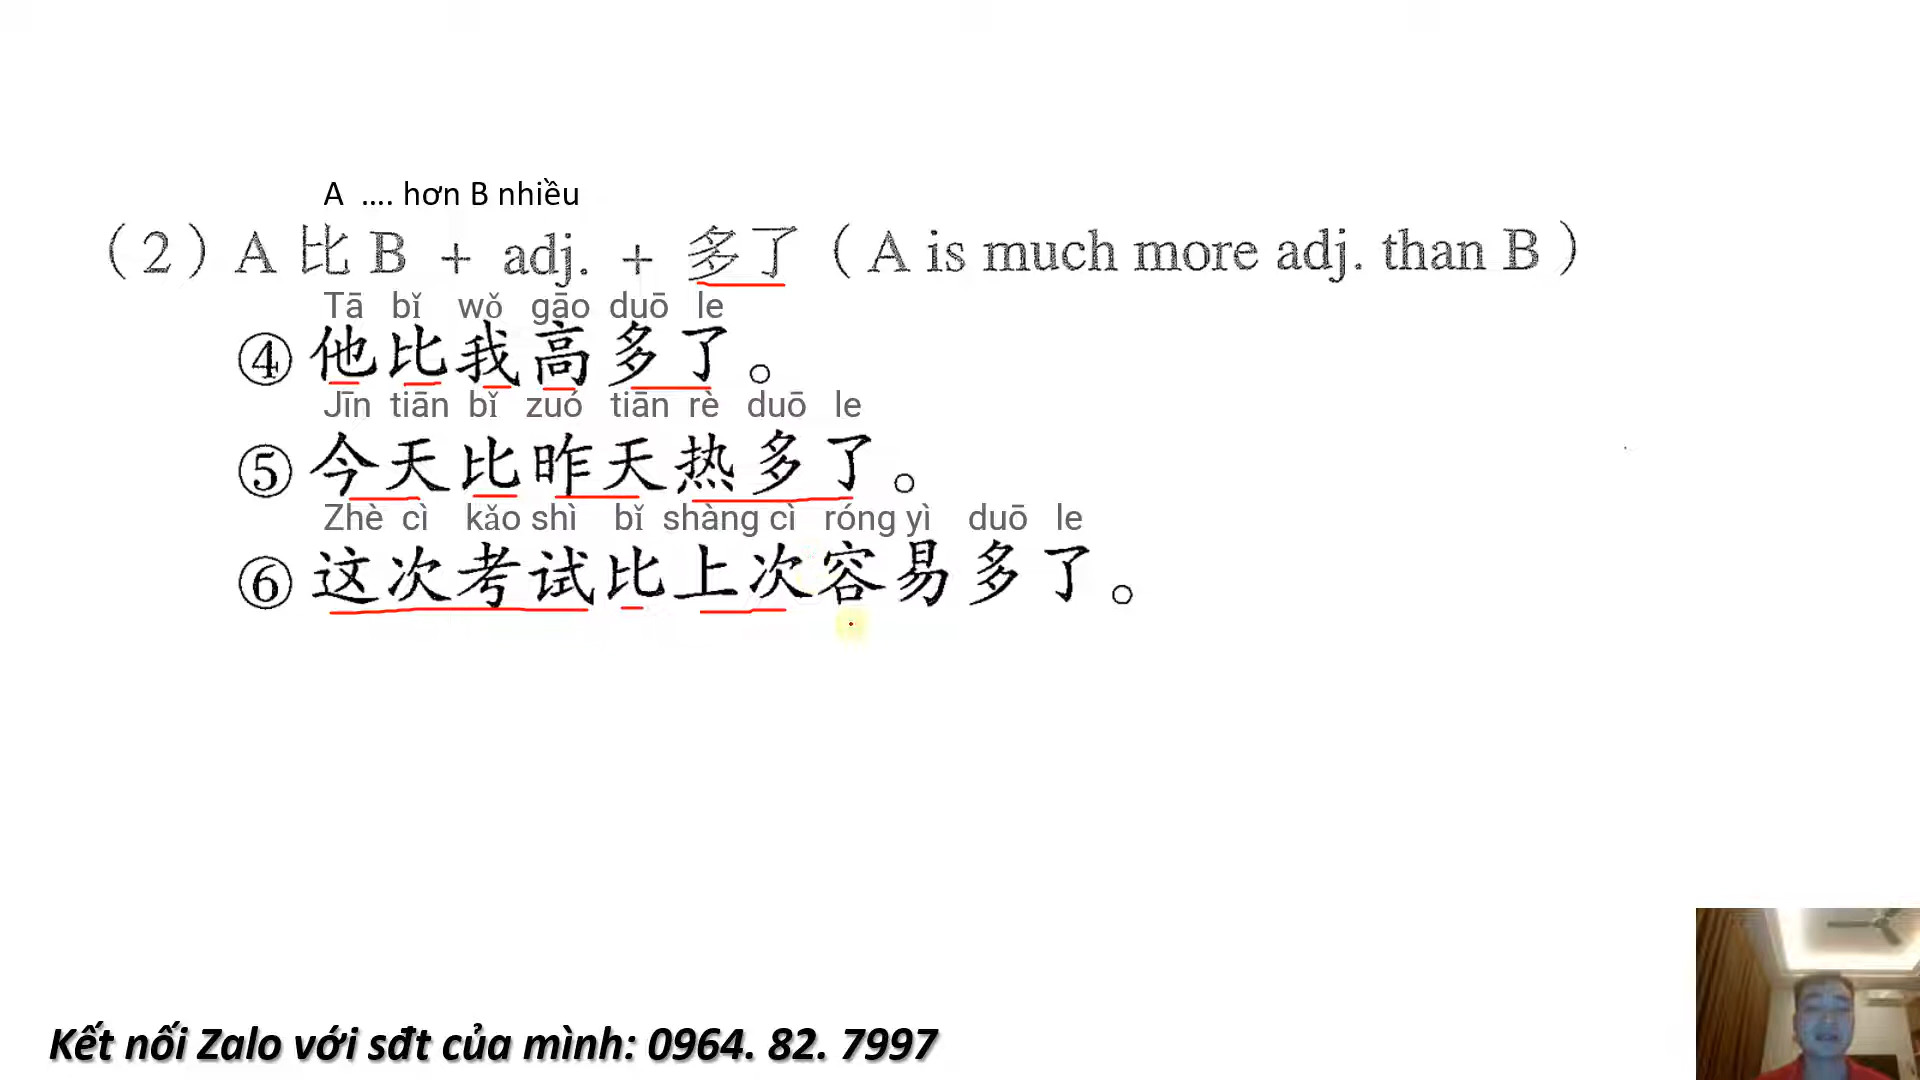 A .... hơn B nhiều
（2）A 比 B + adj. + 多了（A is much more adj. than B）
Tā bǐ wǒ gāo duō le
④ 他比我高多了。
Jīn tiān bǐ zuó tiān rè duō le
⑤ 今天比昨天热多了。
Zhè cì kǎo shì bǐ shàng cì róng yì duō le
⑥ 这次考试比上次容易多了。
Kết nối Zalo với sđt của mình: 0964. 82. 7997